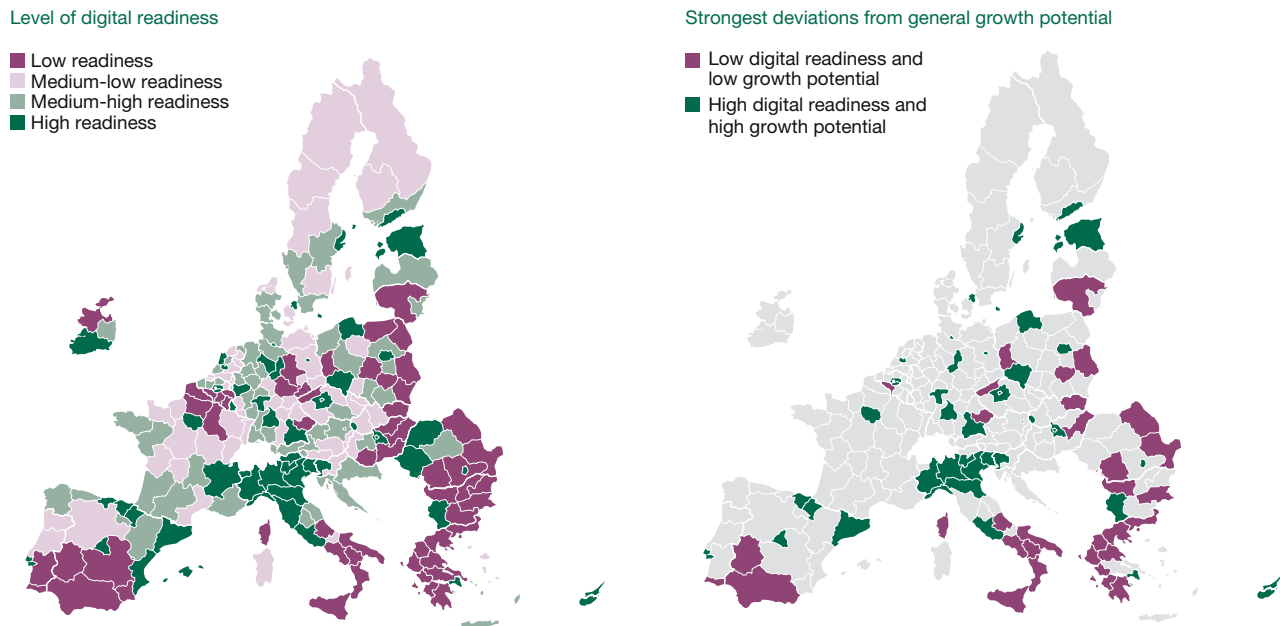 Level of digital readiness
Low readiness
Medium-low readiness
Medium-high readiness
High readiness
Strongest deviations from general growth potential
Low digital readiness and
low growth potential
High digital readiness and
high growth potential